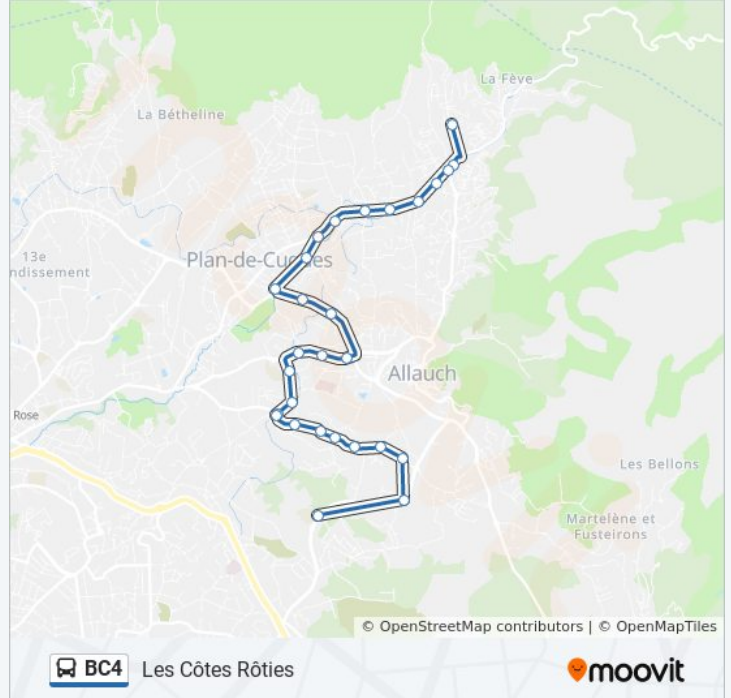 La Fève
La Bétheline
13e
ndissement
Plan-de-Cuques
Allauch
Rose
Les Bellons
Martelène et
Fusteirons
© OpenStreetMap contributors | © OpenMapTiles
BC4 Les Côtes Rôties
moovit